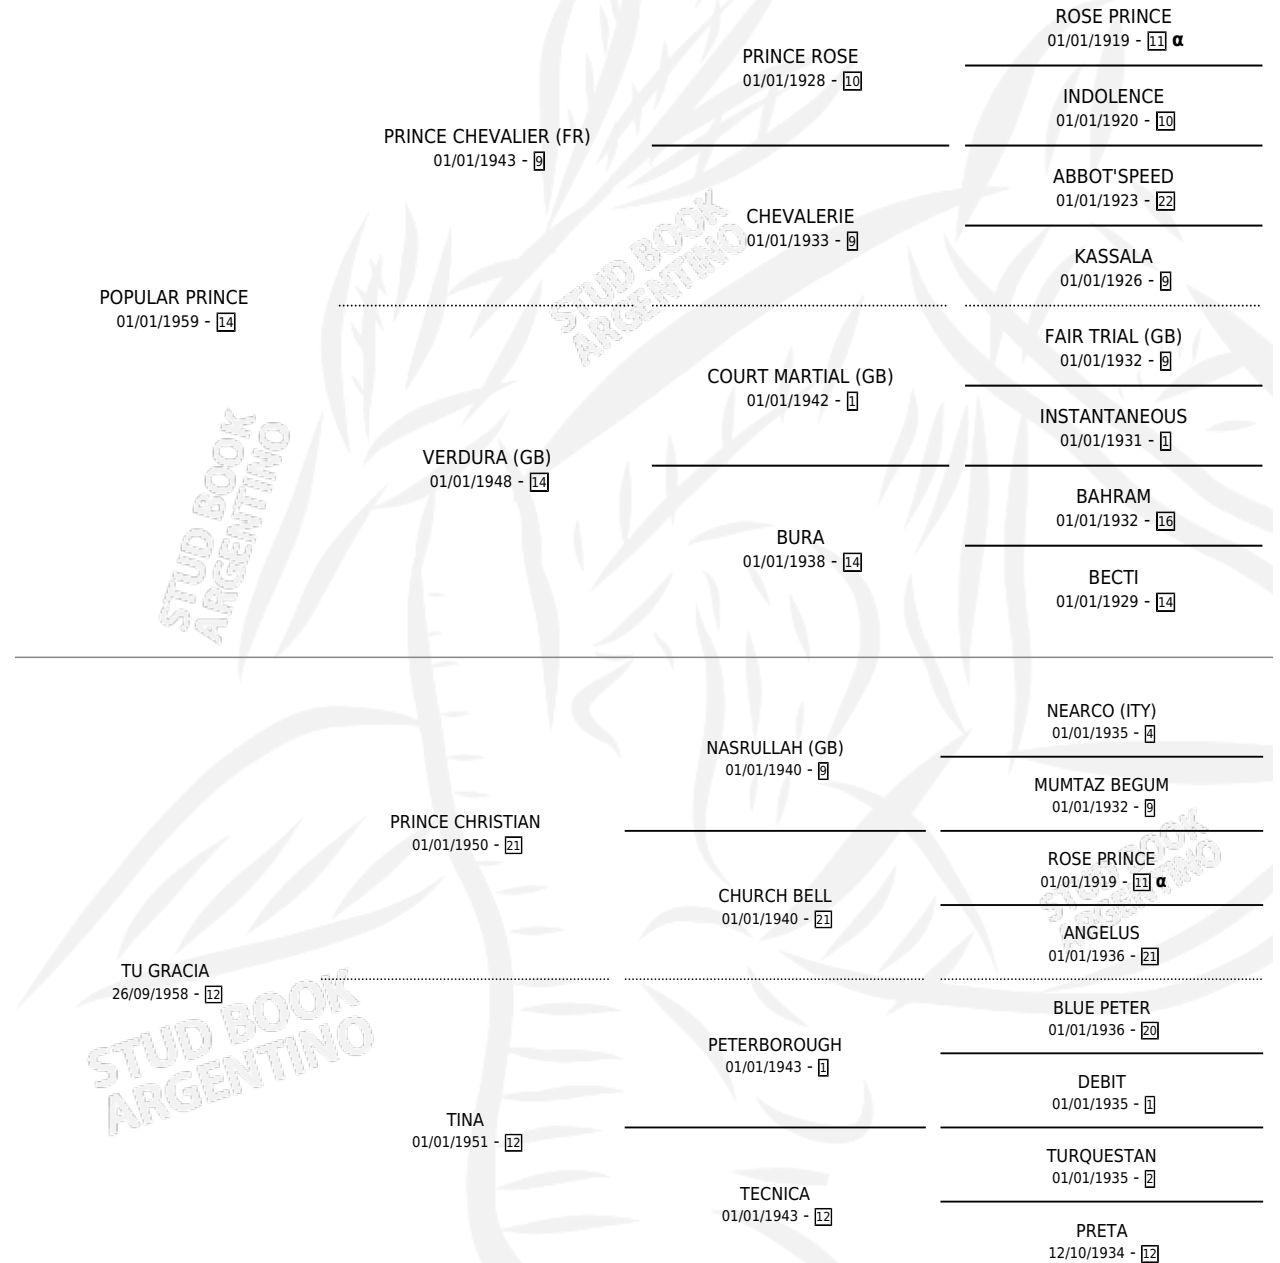 ROSE PRINCE
01/01/1919 - 11 α
PRINCE ROSE
01/01/1928 - 10
INDOLENCE
01/01/1920 - 10
PRINCE CHEVALIER (FR)
01/01/1943 - 9
ABBOT'SPEED
01/01/1923 - 22
CHEVALERIE
01/01/1933 - 9
KASSALA
01/01/1926 - 9
POPULAR PRINCE
01/01/1959 - 14
FAIR TRIAL (GB)
01/01/1932 - 9
COURT MARTIAL (GB)
01/01/1942 - 1
INSTANTANEOUS
01/01/1931 - 1
VERDURA (GB)
01/01/1948 - 14
BAHRAM
01/01/1932 - 16
BURA
01/01/1938 - 14
BECTI
01/01/1929 - 14
STUD BOOK
ARGENTINO
STUD BOOK
ARGENTINO
NEARCO (ITY)
01/01/1935 - 4
NASRULLAH (GB)
01/01/1940 - 9
MUMTAZ BEGUM
01/01/1932 - 9
PRINCE CHRISTIAN
01/01/1950 - 21
ROSE PRINCE
01/01/1919 - 11 α
CHURCH BELL
01/01/1940 - 21
ANGELUS
01/01/1936 - 21
TU GRACIA
26/09/1958 - 12
BLUE PETER
01/01/1936 - 20
PETERBOROUGH
01/01/1943 - 1
DEBIT
01/01/1935 - 1
TINA
01/01/1951 - 12
TURQUESTAN
01/01/1935 - 2
TECNICA
01/01/1943 - 12
PRETA
12/10/1934 - 12
STUD BOOK
ARGENTINO
STUD BOOK
ARGENTINO